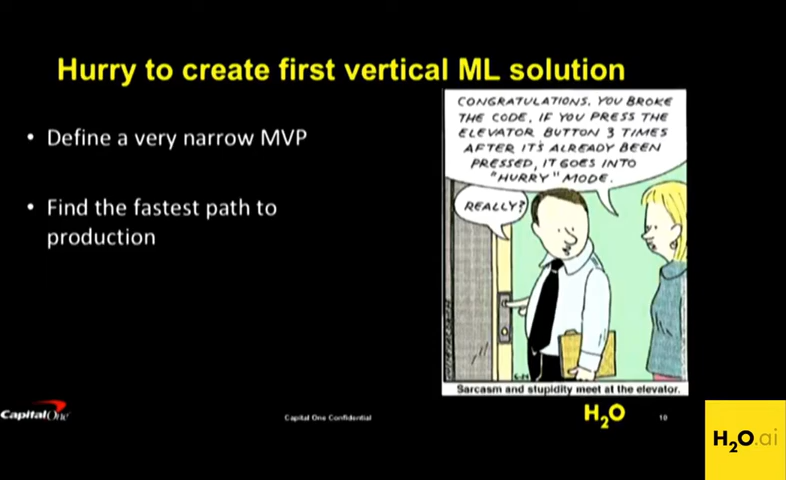 Hurry to create first vertical ML solution
• Define a very narrow MVP
• Find the fastest path to
production
CONGRATULATIONS. YOU BROKE
THE CODE. IF YOU PRESS THE
ELEVATOR BUTTON 3 TIMES
AFTER IT'S ALREADY BEEN
PRESSED, IT GOES INTO
"HURRY" MODE.
REALLY?
Sarcasm and stupidity meet at the elevator.
CapitalOne
Capital One Confidential
H2O
10
H2O.ai